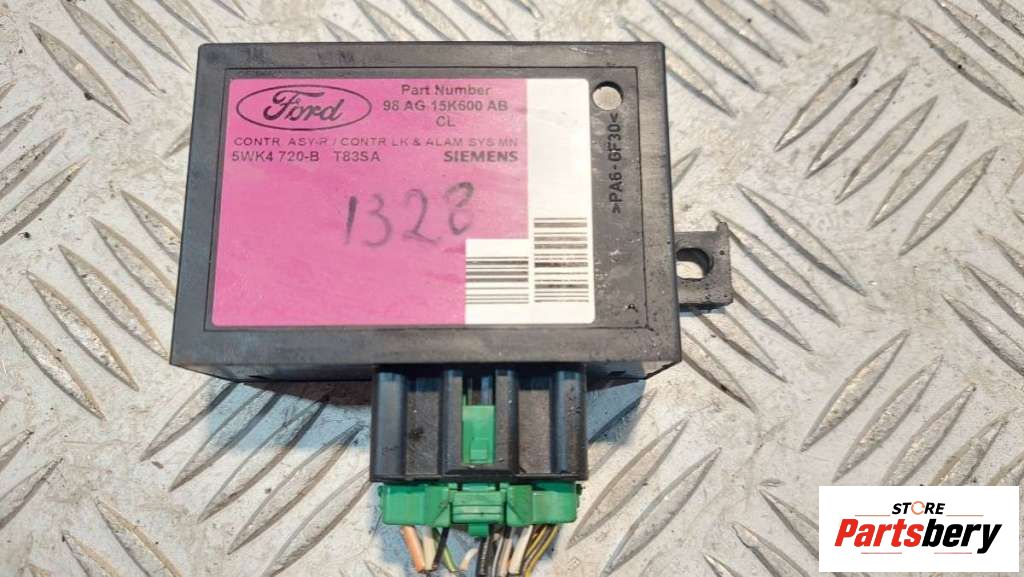 Ford
Part Number
98 AG 15K600 AB
CL
CONTR. ASY-R / CONTR LK & ALAM SYS MN
5WK4 720-B T83SA SIEMENS
1328
>PA6-GF30<
STORE
Partsbery